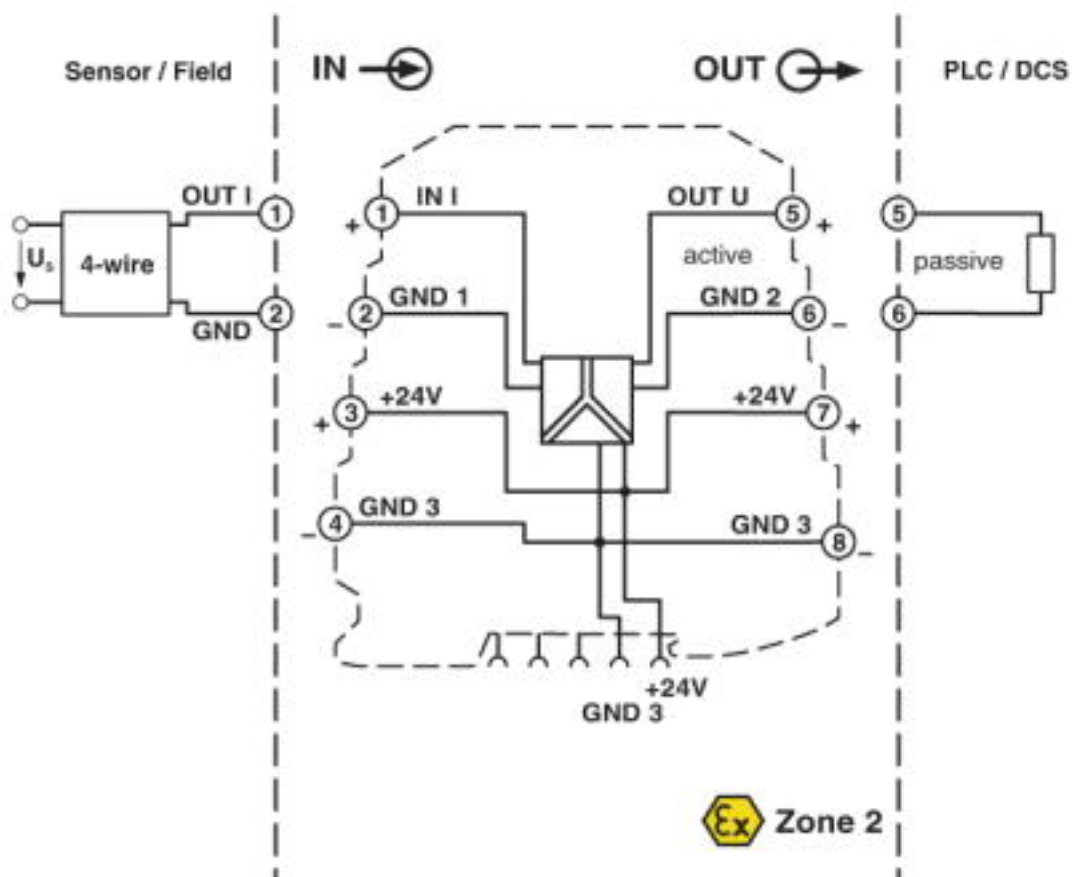 Sensor / Field
IN
OUT
PLC / DCS
OUT I
1
1
IN I
OUT U
5
5
+
+
Us
4-wire
active
passive
GND
2
2
GND 1
GND 2
6
6
−
−
3
+24V
+24V
7
+
+
4
GND 3
GND 3
8
−
−
+24V
GND 3
Ex
Zone 2